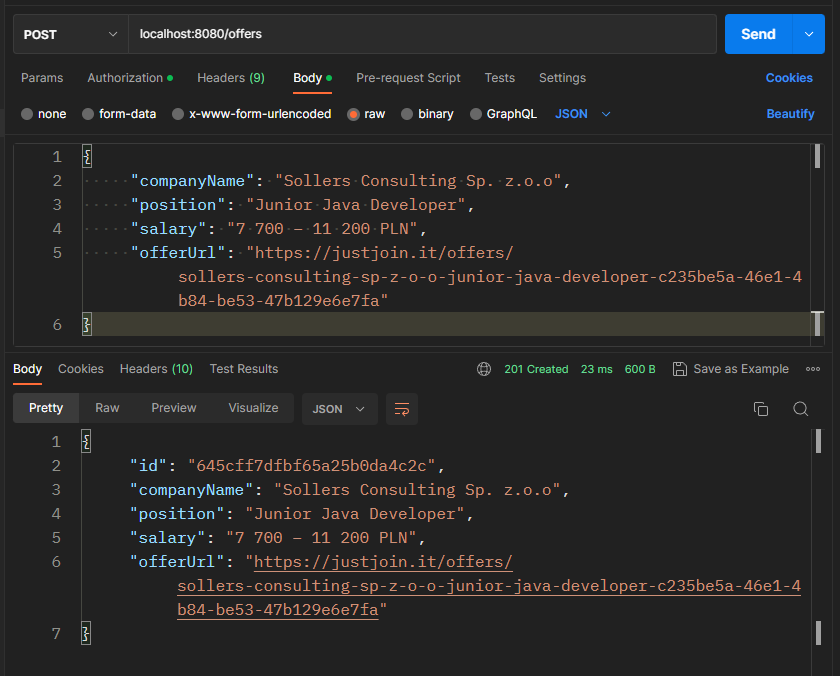 POST localhost:8080/offers Send
Params Authorization Headers (9) Body Pre-request Script Tests Settings Cookies
none form-data x-www-form-urlencoded raw binary GraphQL JSON Beautify
1 {
2 "companyName": "Sollers Consulting Sp. z.o.o",
3 "position": "Junior Java Developer",
4 "salary": "7 700 – 11 200 PLN",
5 "offerUrl": "https://justjoin.it/offers/
sollers-consulting-sp-z-o-o-junior-java-developer-c235be5a-46e1-4
b84-be53-47b129e6e7fa"
6 }
Body Cookies Headers (10) Test Results 201 Created 23 ms 600 B Save as Example
Pretty Raw Preview Visualize JSON
1 {
2 "id": "645cff7dfbf65a25b0da4c2c",
3 "companyName": "Sollers Consulting Sp. z.o.o",
4 "position": "Junior Java Developer",
5 "salary": "7 700 – 11 200 PLN",
6 "offerUrl": "https://justjoin.it/offers/
sollers-consulting-sp-z-o-o-junior-java-developer-c235be5a-46e1-4
b84-be53-47b129e6e7fa"
7 }